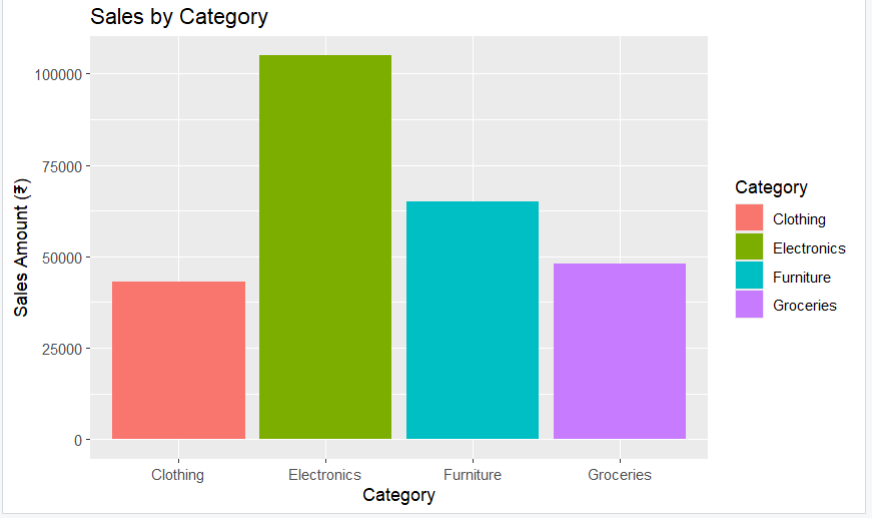 Sales by Category
Sales Amount (₹)
100000
75000
50000
25000
0
Clothing Electronics Furniture Groceries
Category
Category
Clothing
Electronics
Furniture
Groceries